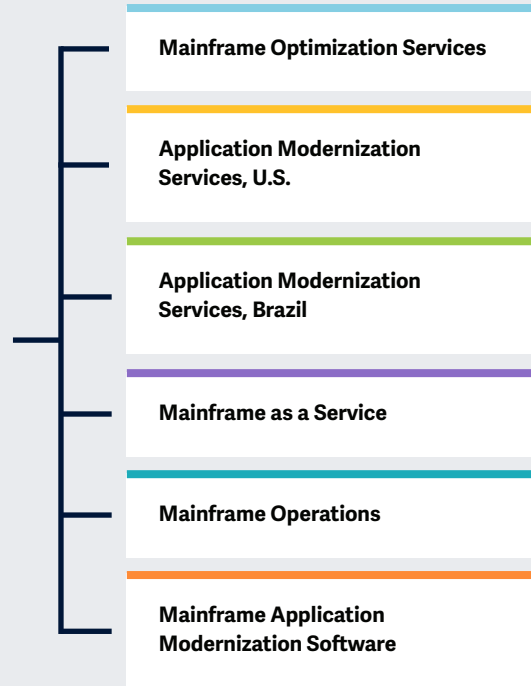 Mainframe Optimization Services
Application Modernization
Services, U.S.
Application Modernization
Services, Brazil
Mainframe as a Service
Mainframe Operations
Mainframe Application
Modernization Software